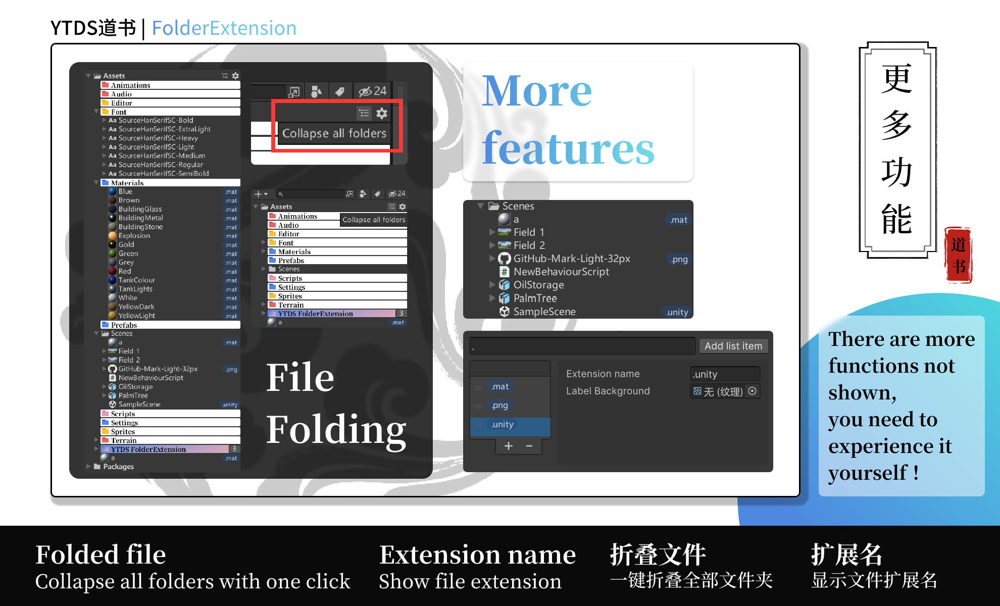 YTDS道书 | FolderExtension
Assets
Animations
Audio
Editor
Font
Aa SourceHanSerifSC-Bold
Aa SourceHanSerifSC-ExtraLight
Aa SourceHanSerifSC-Heavy
Aa SourceHanSerifSC-Light
Aa SourceHanSerifSC-Medium
Aa SourceHanSerifSC-Regular
Aa SourceHanSerifSC-SemiBold
Materials
Blue .mat
Brown .mat
BuildingGlass .mat
BuildingMetal .mat
BuildingStone .mat
Explosion .mat
Gold .mat
Green .mat
Grey .mat
Red .mat
TankColour .mat
TankLights .mat
White .mat
YellowDark .mat
YellowLight .mat
Prefabs
Scenes
a .mat
Field 1
Field 2
GitHub-Mark-Light-32px .png
# NewBehaviourScript
OilStorage
PalmTree
SampleScene .unity
Scripts
Settings
Sprites
Terrain
YTDS FolderExtension 3
a .mat
Packages
24
Collapse all folders
24
Assets
Animations
Collapse all folders
Audio
Editor
Font
Materials
Prefabs
Scenes
Scripts
Settings
Sprites
Terrain
YTDS FolderExtension 3
a .mat
File
Folding
More
features
Scenes
a .mat
Field 1
Field 2
GitHub-Mark-Light-32px .png
# NewBehaviourScript
OilStorage
PalmTree
SampleScene .unity
. Add list item
.mat
.png
.unity
+ −
Extension name .unity
Label Background 无 (纹理)
更多功能
道书
There are more
functions not
shown,
you need to
experience it
yourself！
Folded file
Collapse all folders with one click
Extension name
Show file extension
折叠文件
一键折叠全部文件夹
扩展名
显示文件扩展名